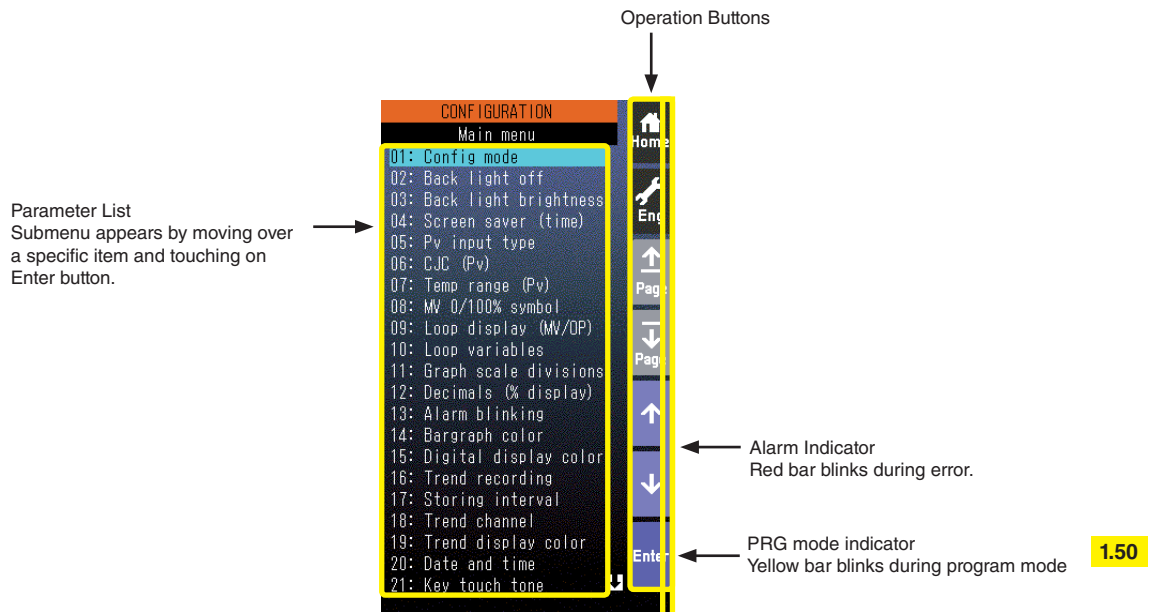 Operation Buttons
CONFIGURATION
Main menu
01: Config mode
02: Back light off
03: Back light brightness
04: Screen saver (time)
05: Pv input type
06: CJC (Pv)
07: Temp range (Pv)
08: MV 0/100% symbol
09: Loop display (MV/OP)
10: Loop variables
11: Graph scale divisions
12: Decimals (% display)
13: Alarm blinking
14: Bargraph color
15: Digital display color
16: Trend recording
17: Storing interval
18: Trend channel
19: Trend display color
20: Date and time
21: Key touch tone
Home
Eng
Page
Page
Enter
Parameter List
Submenu appears by moving over
a specific item and touching on
Enter button.
Alarm Indicator
Red bar blinks during error.
PRG mode indicator
Yellow bar blinks during program mode
1.50